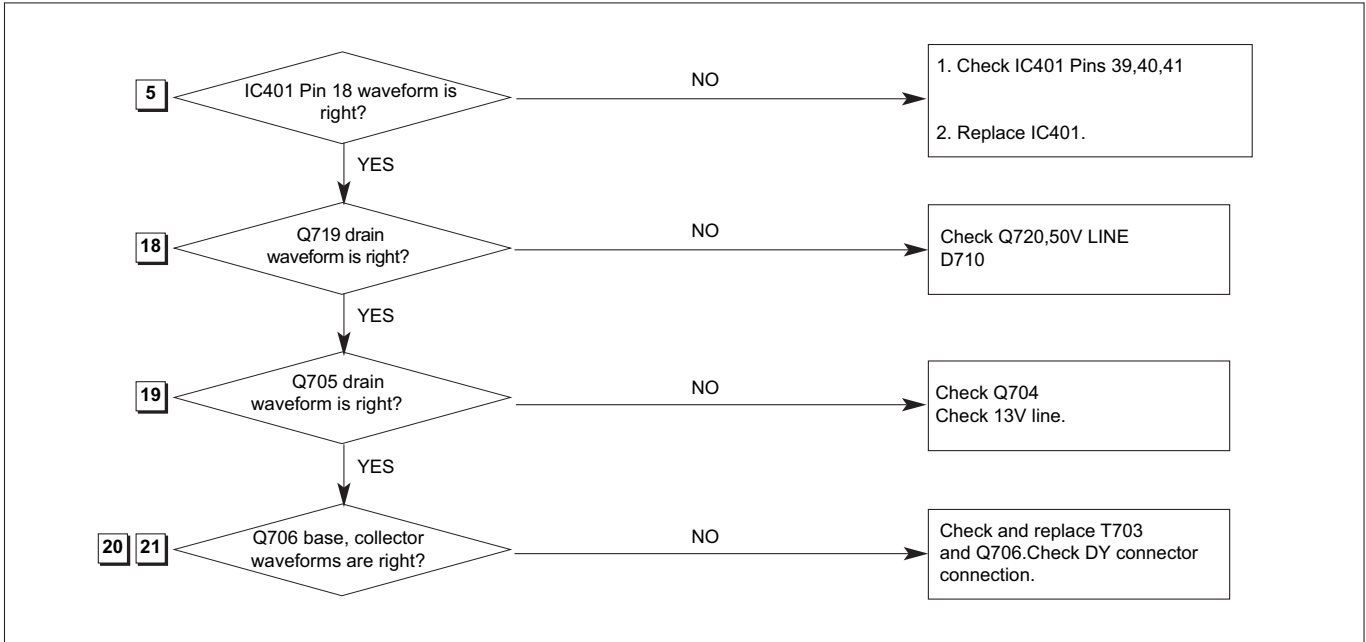 5
IC401 Pin 18 waveform is
right?
NO
1. Check IC401 Pins 39,40,41
2. Replace IC401.
YES
18
Q719 drain
waveform is right?
NO
Check Q720,50V LINE
D710
YES
19
Q705 drain
waveform is right?
NO
Check Q704
Check 13V line.
YES
20 21
Q706 base, collector
waveforms are right?
NO
Check and replace T703
and Q706.Check DY connector
connection.